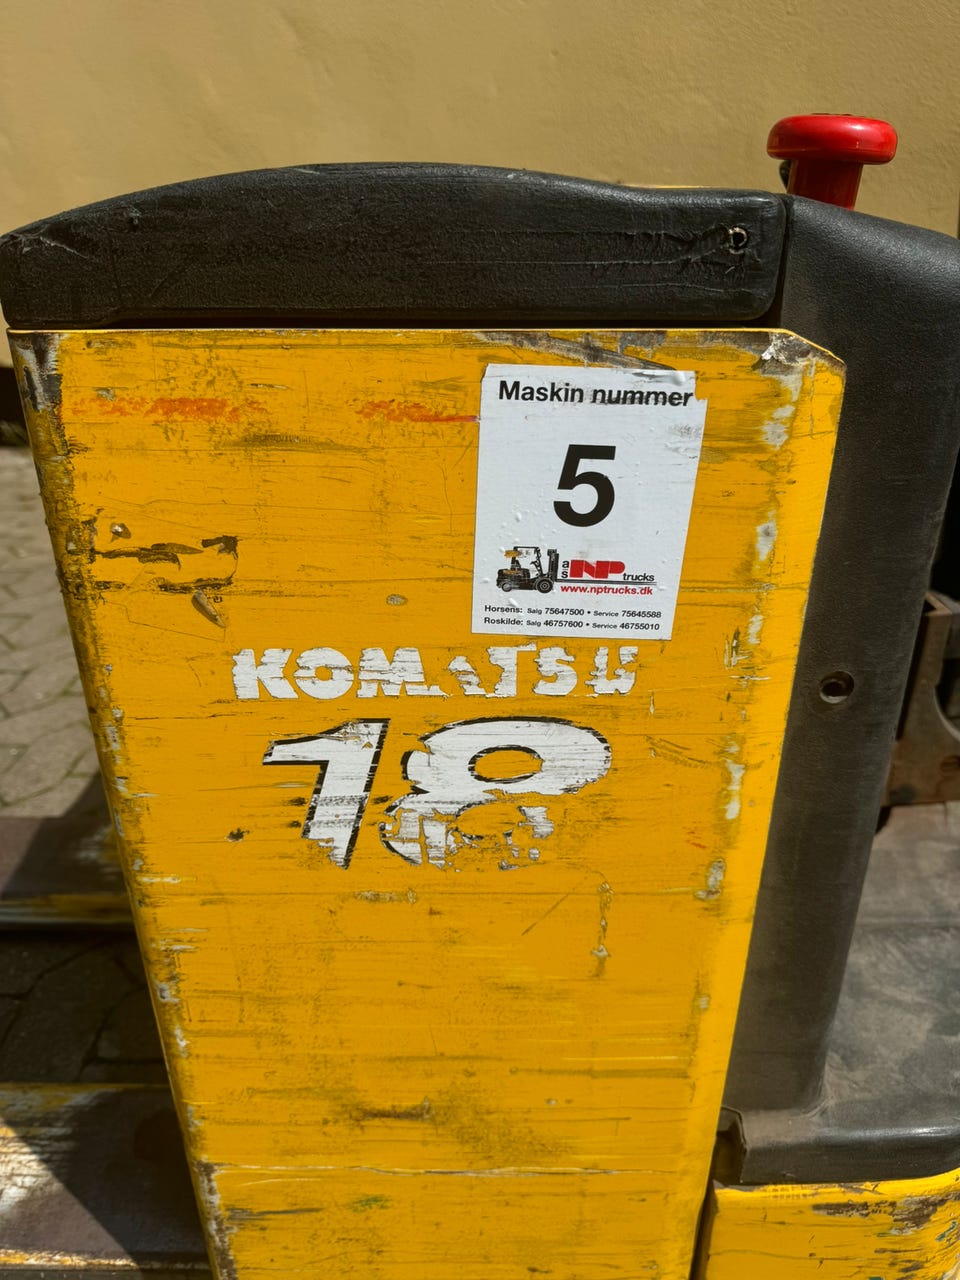 Maskin nummer
5
as NP trucks
www.nptrucks.dk
Horsens: Salg 75647500 • Service 75645588
Roskilde: Salg 46757600 • Service 46755010
KOMATSU
18